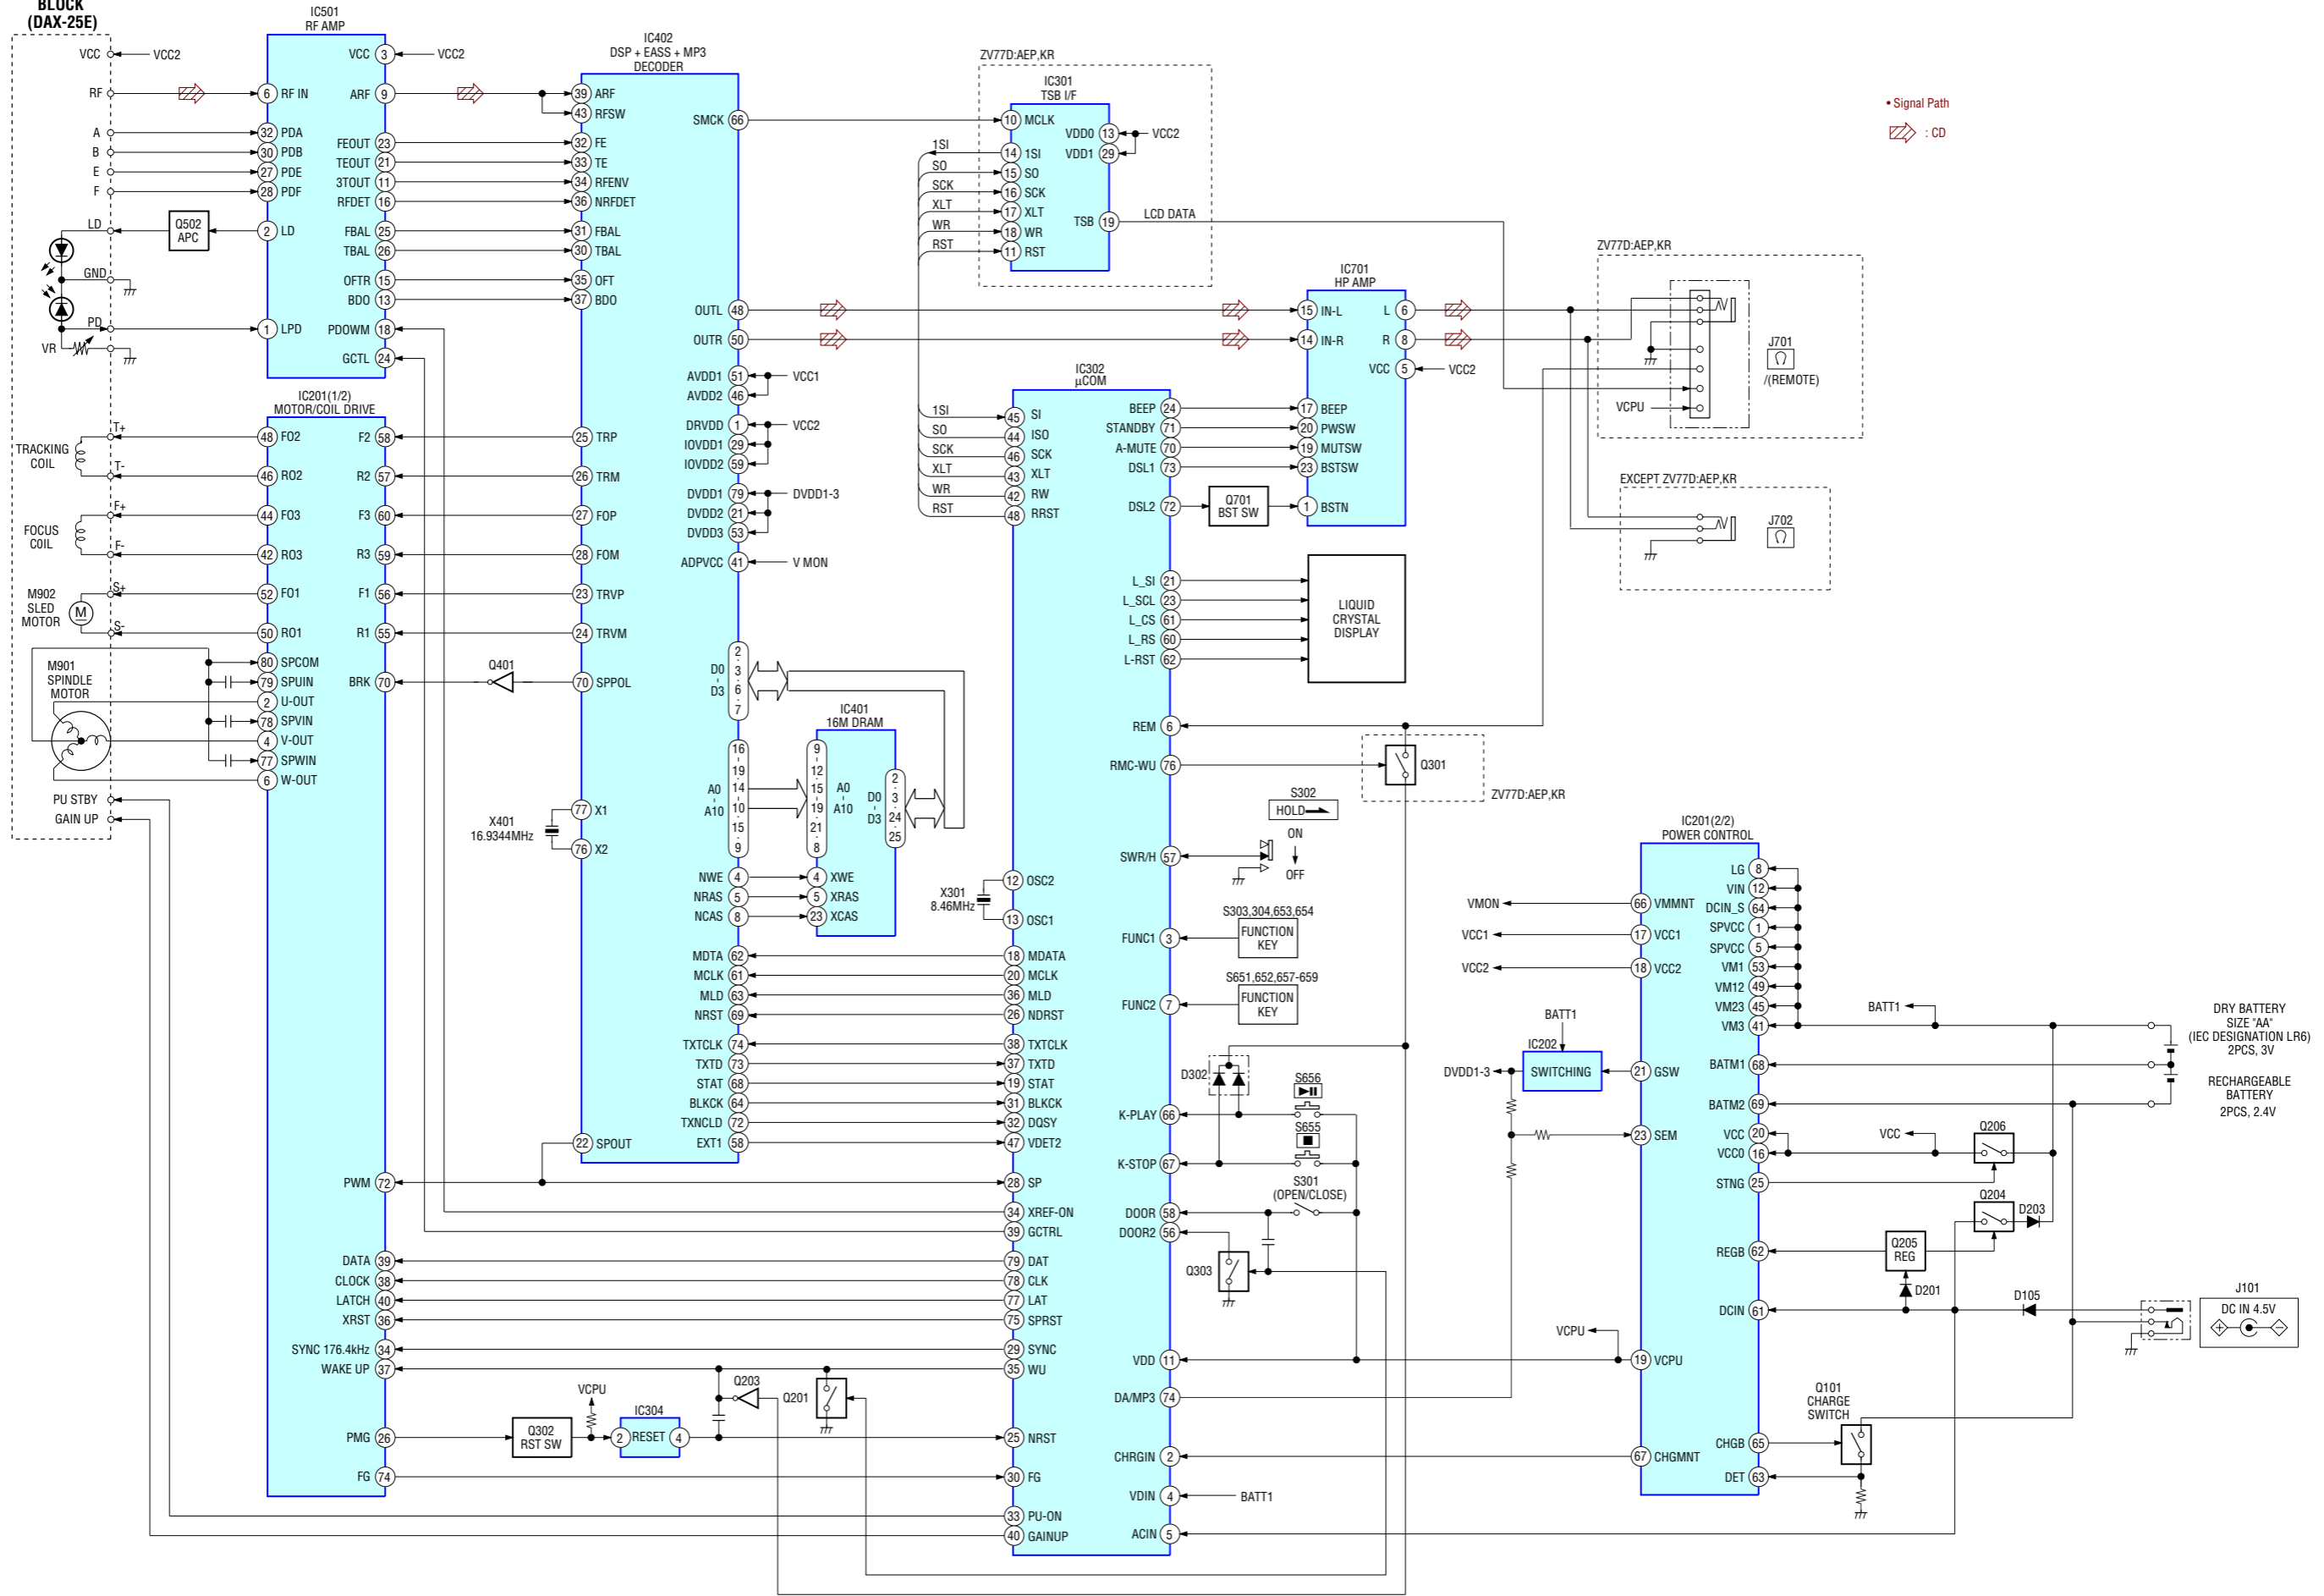 BLOCK
(DAX-25E)
VCC
VCC2
RF
A
B
E
F
LD
GND
PD
VR
Q502
APC
IC501
RF AMP
VCC 3
VCC2
6 RF IN
ARF 9
32 PDA
30 PDB
27 PDE
28 PDF
FEOUT 23
TEOUT 21
3TOUT 11
RFDET 16
2 LD
FBAL 25
TBAL 26
OFTR 15
BDO 13
1 LPD
PDOWM 18
GCTL 24
IC201(1/2)
MOTOR/COIL DRIVE
TRACKING
COIL
T+
T-
FOCUS
COIL
F+
F-
M902
SLED
MOTOR
M
S+
S-
M901
SPINDLE
MOTOR
PU STBY
GAIN UP
48 FO2
F2 58
46 RO2
R2 57
44 FO3
F3 60
42 RO3
R3 59
52 FO1
F1 56
50 RO1
R1 55
80 SPCOM
79 SPUIN
BRK 70
2 U-OUT
78 SPVIN
4 V-OUT
77 SPWIN
6 W-OUT
PWM 72
DATA 39
CLOCK 38
LATCH 40
XRST 36
SYNC 176.4kHz 34
WAKE UP 37
PMG 26
FG 74
Q401
X401
16.9344MHz
IC402
DSP + EASS + MP3
DECODER
39 ARF
43 RFSW
SMCK 66
32 FE
33 TE
34 RFENV
36 NRFDET
31 FBAL
30 TBAL
35 OFT
37 BDO
OUTL 48
OUTR 50
AVDD1 51
VCC1
AVDD2 46
DRVDD 1
VCC2
IOVDD1 29
IOVDD2 59
DVDD1 79
DVDD1-3
DVDD2 21
DVDD3 53
ADPVCC 41
V MON
25 TRP
26 TRM
27 FOP
28 FOM
23 TRVP
24 TRVM
70 SPPOL
D0
-
D3
2
·
3
·
6
·
7
A0
-
A10
16
-
19
14
·
10
·
15
·
9
77 X1
76 X2
NWE 4
NRAS 5
NCAS 8
MDTA 62
MCLK 61
MLD 63
NRST 69
TXTCLK 74
TXTD 73
STAT 68
BLKCK 64
TXNCLD 72
22 SPOUT
EXT1 58
IC401
16M DRAM
9
-
12
·
15
·
19
·
21
·
8
A0
-
A10
D0
-
D3
2
·
3
·
24
·
25
4 XWE
5 XRAS
23 XCAS
ZV77D:AEP,KR
IC301
TSB I/F
10 MCLK
VDD0 13
VCC2
VDD1 29
1SI
14 1SI
SO
15 SO
SCK
16 SCK
XLT
17 XLT
WR
18 WR
RST
11 RST
TSB 19
LCD DATA
• Signal Path
: CD
IC701
HP AMP
15 IN-L
L 6
14 IN-R
R 8
VCC 5
VCC2
17 BEEP
20 PWSW
19 MUTSW
23 BSTSW
1 BSTN
Q701
BST SW
ZV77D:AEP,KR
VCPU
J701
/(REMOTE)
EXCEPT ZV77D:AEP,KR
J702
IC302
µCOM
1SI
45 SI
SO
44 ISO
SCK
46 SCK
XLT
43 XLT
WR
42 RW
RST
48 RRST
BEEP 24
STANDBY 71
A-MUTE 70
DSL1 73
DSL2 72
L_SI 21
L_SCL 23
L_CS 61
L_RS 60
L-RST 62
LIQUID
CRYSTAL
DISPLAY
REM 6
RMC-WU 76
Q301
ZV77D:AEP,KR
S302
HOLD
ON
OFF
SWR/H 57
X301
8.46MHz
12 OSC2
13 OSC1
S303,304,653,654
FUNCTION
KEY
FUNC1 3
S651,652,657-659
FUNCTION
KEY
FUNC2 7
18 MDATA
20 MCLK
36 MLD
26 NDRST
38 TXTCLK
37 TXTD
19 STAT
31 BLKCK
32 DQSY
47 VDET2
28 SP
34 XREF-ON
39 GCTRL
79 DAT
78 CLK
77 LAT
75 SPRST
29 SYNC
35 WU
25 NRST
30 FG
33 PU-ON
40 GAINUP
D302
S656
K-PLAY 66
S655
K-STOP 67
S301
(OPEN/CLOSE)
DOOR 58
DOOR2 56
Q303
VDD 11
DA/MP3 74
CHRGIN 2
VDIN 4
BATT1
ACIN 5
Q203
Q201
VCPU
Q302
RST SW
IC304
2 RESET 4
IC201(2/2)
POWER CONTROL
LG 8
VIN 12
VMON
66 VMMNT
DCIN_S 64
VCC1
17 VCC1
SPVCC 1
SPVCC 5
VCC2
18 VCC2
VM1 53
VM12 49
VM23 45
VM3 41
BATT1
BATT1
IC202
SWITCHING
DVDD1-3
21 GSW
BATM1 68
BATM2 69
23 SEM
VCC 20
VCC
VCC0 16
Q206
STNG 25
Q204
D203
REGB 62
Q205
REG
D201
DCIN 61
D105
VCPU
19 VCPU
Q101
CHARGE
SWITCH
CHGB 65
67 CHGMNT
DET 63
DRY BATTERY
SIZE "AA"
(IEC DESIGNATION LR6)
2PCS, 3V
RECHARGEABLE
BATTERY
2PCS, 2.4V
J101
DC IN 4.5V